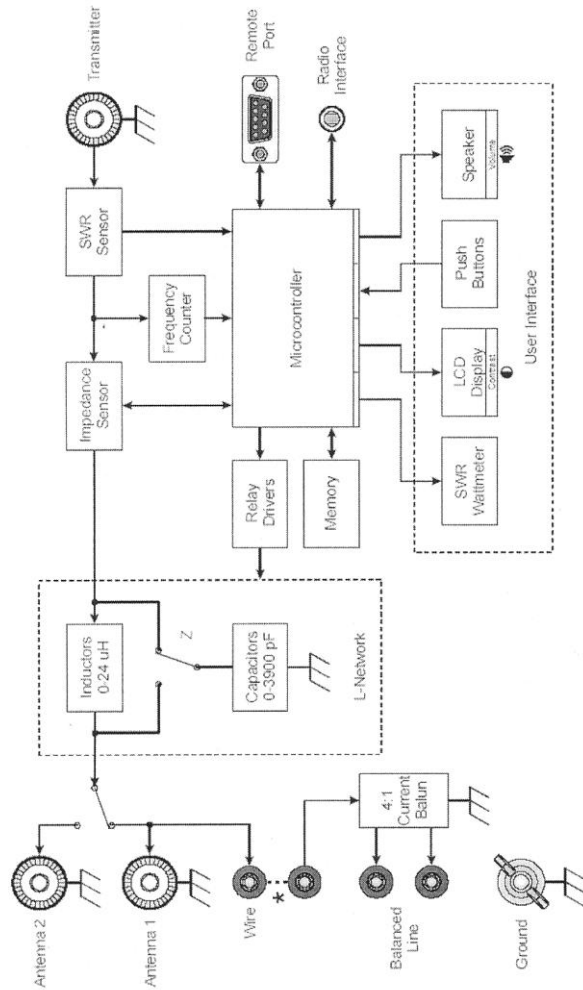 Antenna 2
Antenna 1
Wire
*
Balanced
Line
Ground
4:1
Current
Balun
Inductors
0-24 uH
Z
Capacitors
0-3900 pF
L-Network
Impedance
Sensor
SWR
Sensor
Transmitter
Frequency
Counter
Relay
Drivers
Memory
Microcontroller
Remote
Port
Radio
Interface
SWR
Wattmeter
LCD
Display
Contrast
Push
Buttons
Speaker
Volume
User Interface